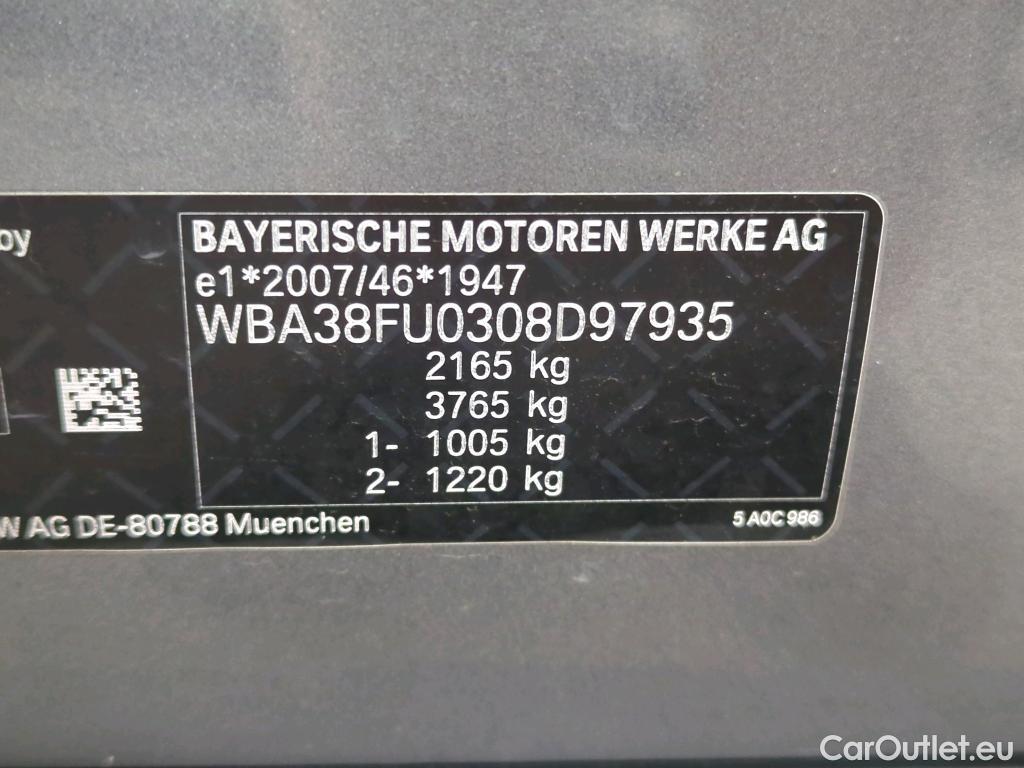 BAYERISCHE MOTOREN WERKE AG
e1*2007/46*1947
WBA38FU0308D97935
2165 kg
3765 kg
1- 1005 kg
2- 1220 kg
W AG DE-80788 Muenchen
5 A0C 986
CarOutlet.eu